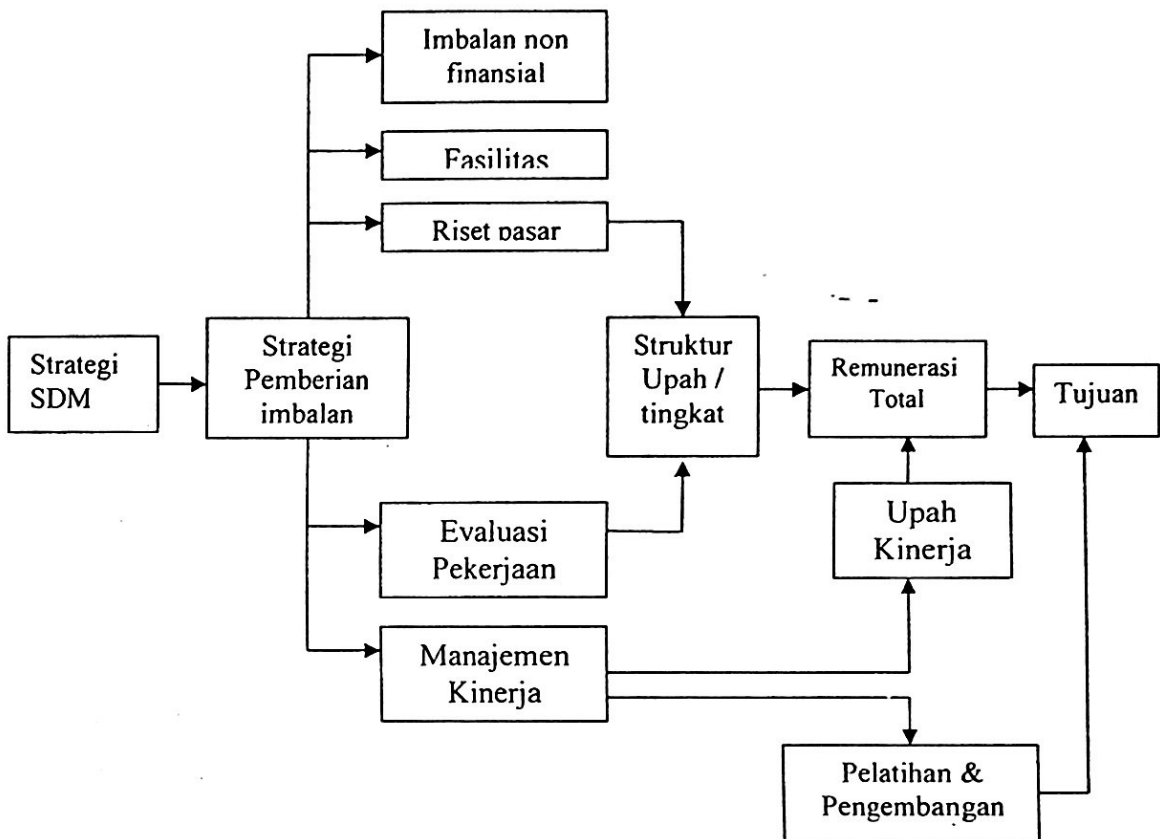 Imbalan non
finansial
Fasilitas
Riset pasar
Strategi
SDM
Strategi
Pemberian
imbalan
Struktur
Upah /
tingkat
Remunerasi
Total
Tujuan
Evaluasi
Pekerjaan
Upah
Kinerja
Manajemen
Kinerja
Pelatihan &
Pengembangan